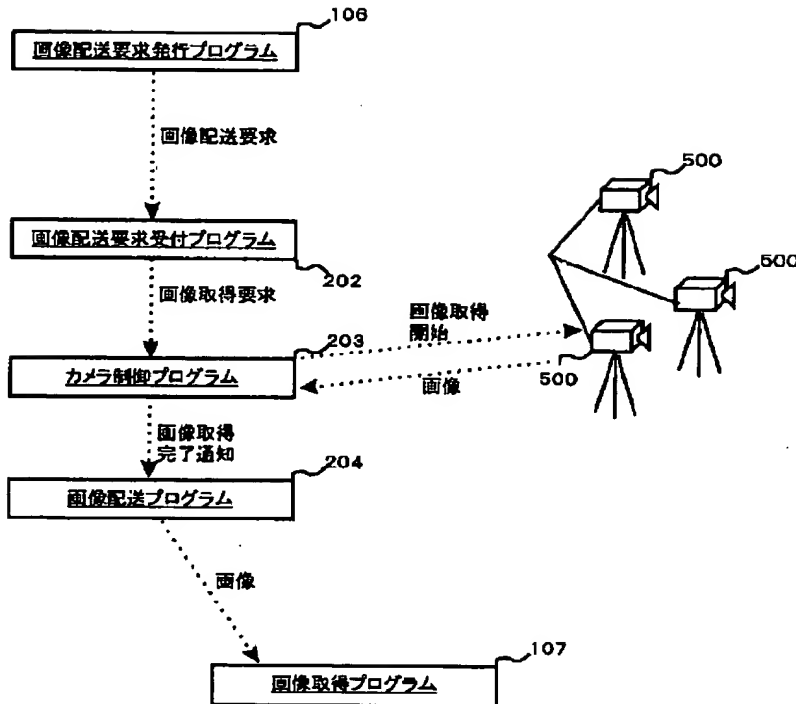 106
画像配送要求発行プログラム
画像配送要求
500
画像配送要求受付プログラム
202
500
画像取得要求
画像取得
開始
203
カメラ制御プログラム
500
画像
画像取得
完了通知
204
画像配送プログラム
画像
107
画像取得プログラム